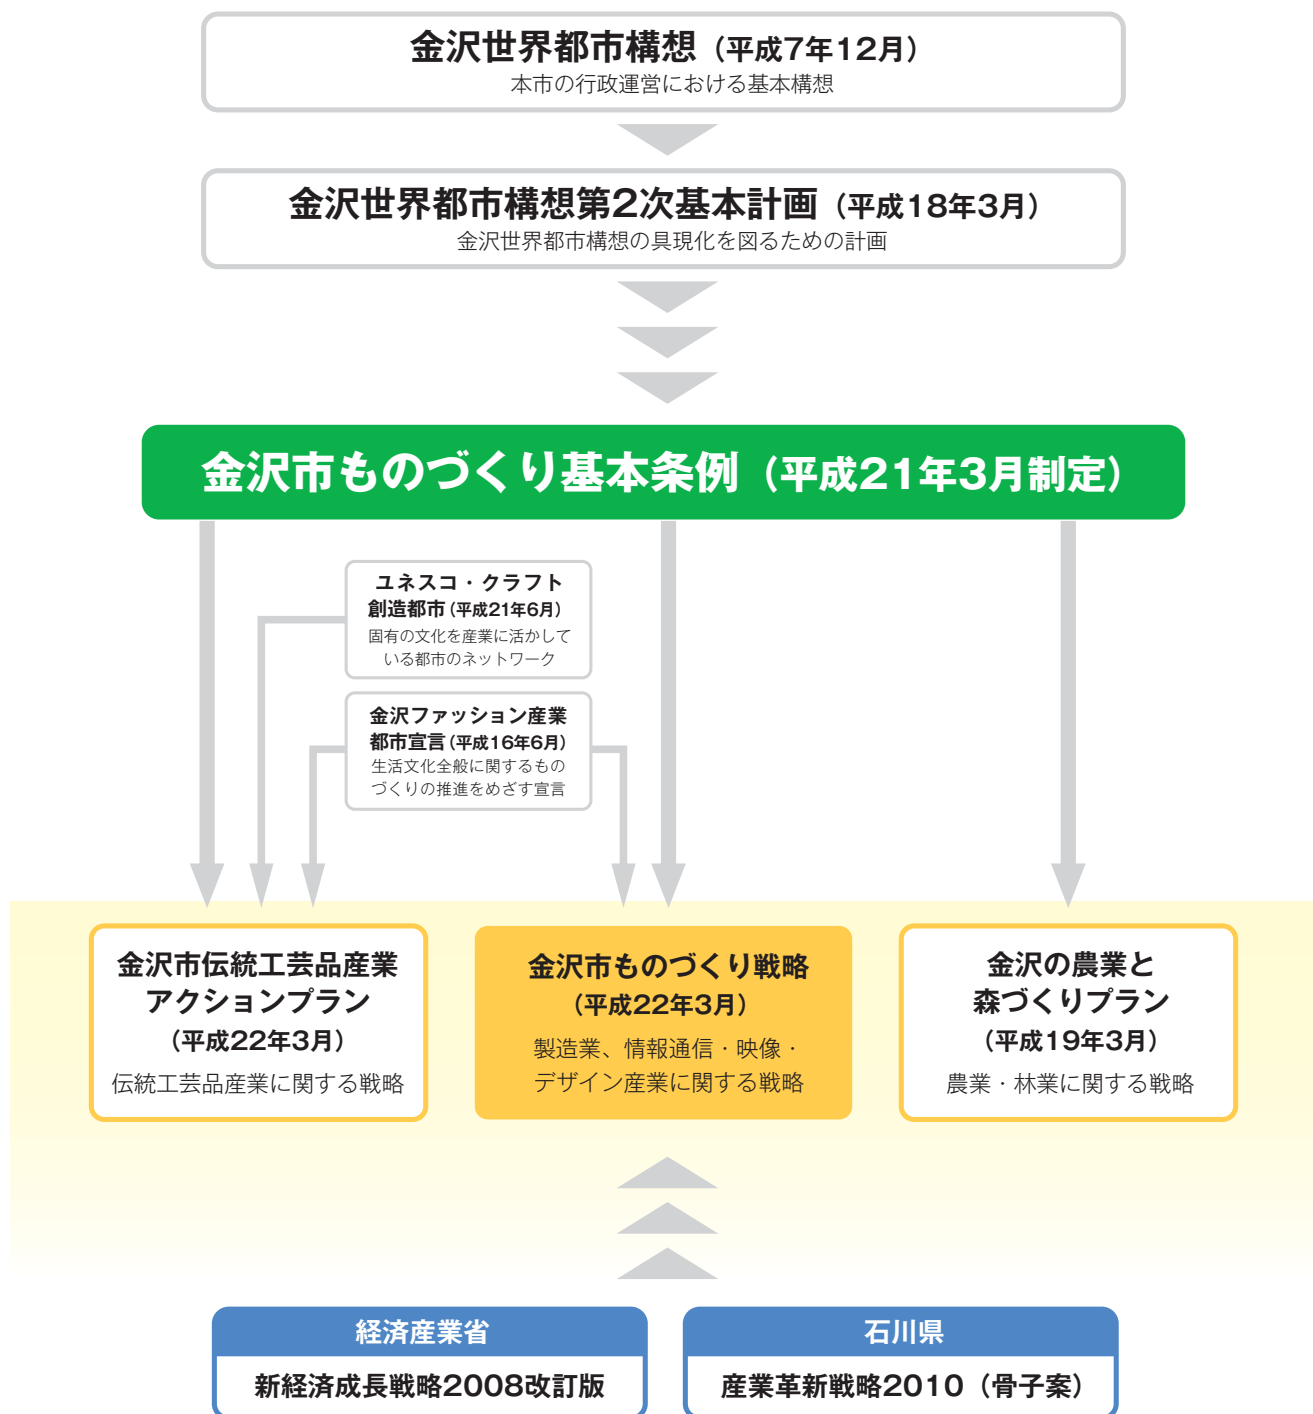 金沢世界都市構想（平成7年12月）
本市の行政運営における基本構想
金沢世界都市構想第2次基本計画（平成18年3月）
金沢世界都市構想の具現化を図るための計画
金沢市ものづくり基本条例（平成21年3月制定）
ユネスコ・クラフト
創造都市（平成21年6月）
固有の文化を産業に活かして
いる都市のネットワーク
金沢ファッション産業
都市宣言（平成16年6月）
生活文化全般に関するもの
づくりの推進をめざす宣言
金沢市伝統工芸品産業
アクションプラン
（平成22年3月）
伝統工芸品産業に関する戦略
金沢市ものづくり戦略
（平成22年3月）
製造業、情報通信・映像・
デザイン産業に関する戦略
金沢の農業と
森づくりプラン
（平成19年3月）
農業・林業に関する戦略
経済産業省
新経済成長戦略2008改訂版
石川県
産業革新戦略2010（骨子案）